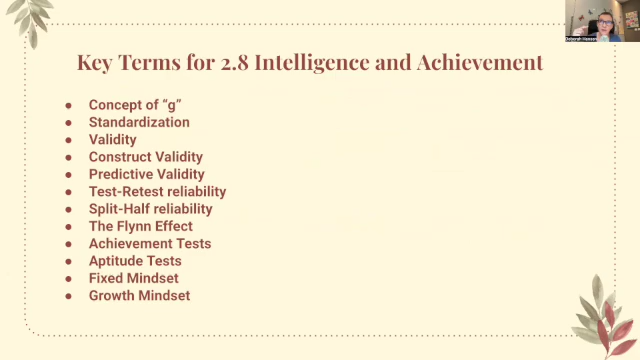 Key Terms for 2.8 Intelligence and Achievement
● Concept of “g”
● Standardization
● Validity
● Construct Validity
● Predictive Validity
● Test-Retest reliability
● Split-Half reliability
● The Flynn Effect
● Achievement Tests
● Aptitude Tests
● Fixed Mindset
● Growth Mindset